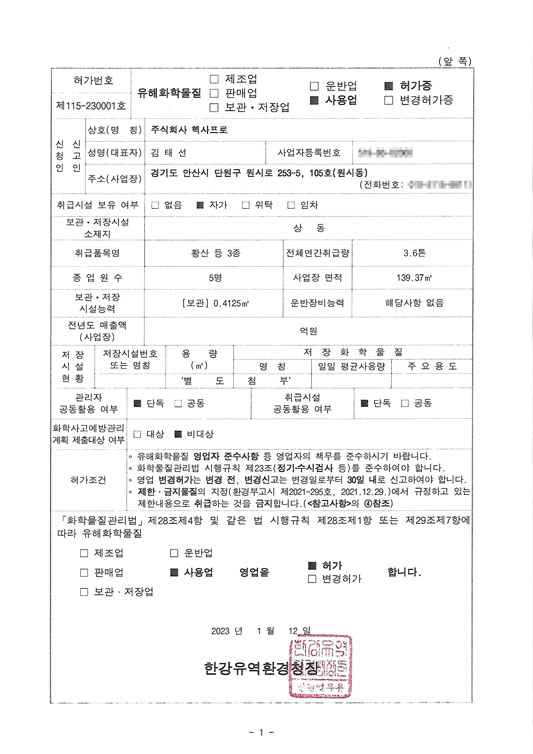 (앞 쪽)
허가번호
제115-230001호
유해화학물질
□ 제조업
□ 판매업
□ 보관·저장업
□ 운반업
■ 사용업
■ 허가증
□ 변경허가증
신청인
신고인
상호(명 칭) 주식회사 헥사프로
성명(대표자) 김 태 선 사업자등록번호
주소(사업장) 경기도 안산시 단원구 원시로 253-5, 105호(원시동)
(전화번호:
취급시설 보유 여부 □ 없음 ■ 자가 □ 위탁 □ 임차
보관·저장시설
소재지
상 동
취급품목명 황산 등 3종 전체연간취급량 3.6톤
종 업 원 수 5명 사업장 면적 139.37㎡
보관·저장
시설능력
[보관] 0.4125㎡ 운반장비능력 해당사항 없음
전년도 매출액
(사업장)
억원
저 장
시 설
현 황
저장시설번호
또는 명칭
용 량
(㎥)
저 장 화 학 물 질
명 칭 일일 평균사용량 주 요 용 도
'별 도 첨 부'
관리자
공동활용 여부
■ 단독 □ 공동
취급시설
공동활용 여부
■ 단독 □ 공동
화학사고예방관리
계획 제출대상 여부
□ 대상 ■ 비대상
허가조건
∘ 유해화학물질 영업자 준수사항 등 영업자의 책무를 준수하시기 바랍니다.
∘ 화학물질관리법 시행규칙 제23조(정기·수시검사 등)를 준수하여야 합니다.
∘ 영업 변경허가는 변경 전, 변경신고는 변경일로부터 30일 내로 신고하여야 합니다.
∘ 제한·금지물질의 지정(환경부고시 제2021-295호, 2021.12.29.)에서 규정하고 있는
제한내용으로 취급하는 것을 금지합니다.(<참고사항>의 ④참조)
「화학물질관리법」제28조제4항 및 같은 법 시행규칙 제28조제1항 또는 제29조제7항에
따라 유해화학물질
□ 제조업 □ 운반업
□ 판매업 ■ 사용업 영업을
■ 허가
□ 변경허가
합니다.
□ 보관·저장업
2023 년 1 월 12 일
한강유역환경청장
- 1 -